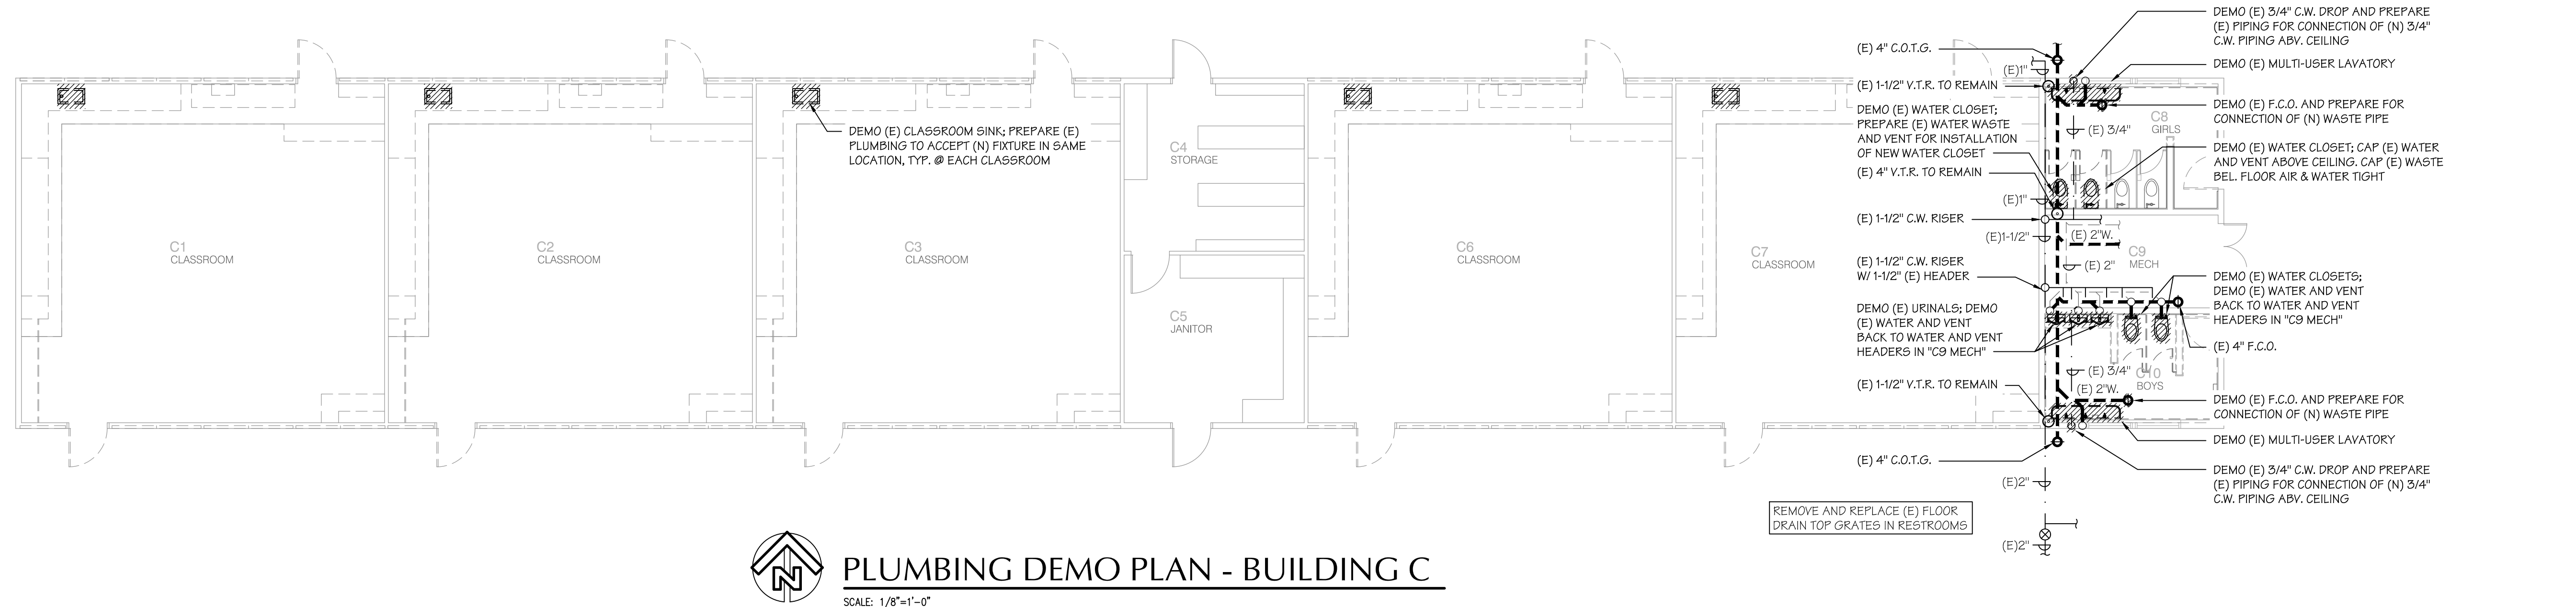 C1
CLASSROOM
C2
CLASSROOM
C3
CLASSROOM
DEMO (E) CLASSROOM SINK; PREPARE (E)
PLUMBING TO ACCEPT (N) FIXTURE IN SAME
LOCATION, TYP. @ EACH CLASSROOM
C4
STORAGE
C5
JANITOR
C6
CLASSROOM
C7
CLASSROOM
(E) 4" C.O.T.G.
(E)1"
(E) 1-1/2" V.T.R. TO REMAIN
DEMO (E) WATER CLOSET;
PREPARE (E) WATER WASTE
AND VENT FOR INSTALLATION
OF NEW WATER CLOSET
(E) 4" V.T.R. TO REMAIN
(E)1"
(E) 1-1/2" C.W. RISER
(E)1-1/2"
(E) 1-1/2" C.W. RISER
W/ 1-1/2" (E) HEADER
DEMO (E) URINALS; DEMO
(E) WATER AND VENT
BACK TO WATER AND VENT
HEADERS IN "C9 MECH"
(E) 1-1/2" V.T.R. TO REMAIN
(E) 4" C.O.T.G.
(E)2"
REMOVE AND REPLACE (E) FLOOR
DRAIN TOP GRATES IN RESTROOMS
(E)2"
(E) 3/4"
C8
GIRLS
(E) 2"W.
C9
MECH
(E) 2"
(E) 3/4"
C10
BOYS
(E) 2"W.
DEMO (E) 3/4" C.W. DROP AND PREPARE
(E) PIPING FOR CONNECTION OF (N) 3/4"
C.W. PIPING ABV. CEILING
DEMO (E) MULTI-USER LAVATORY
DEMO (E) F.C.O. AND PREPARE FOR
CONNECTION OF (N) WASTE PIPE
DEMO (E) WATER CLOSET; CAP (E) WATER
AND VENT ABOVE CEILING. CAP (E) WASTE
BEL. FLOOR AIR & WATER TIGHT
DEMO (E) WATER CLOSETS;
DEMO (E) WATER AND VENT
BACK TO WATER AND VENT
HEADERS IN "C9 MECH"
(E) 4" F.C.O.
DEMO (E) F.C.O. AND PREPARE FOR
CONNECTION OF (N) WASTE PIPE
DEMO (E) MULTI-USER LAVATORY
DEMO (E) 3/4" C.W. DROP AND PREPARE
(E) PIPING FOR CONNECTION OF (N) 3/4"
C.W. PIPING ABV. CEILING
N
PLUMBING DEMO PLAN - BUILDING C
SCALE: 1/8"=1'-0"